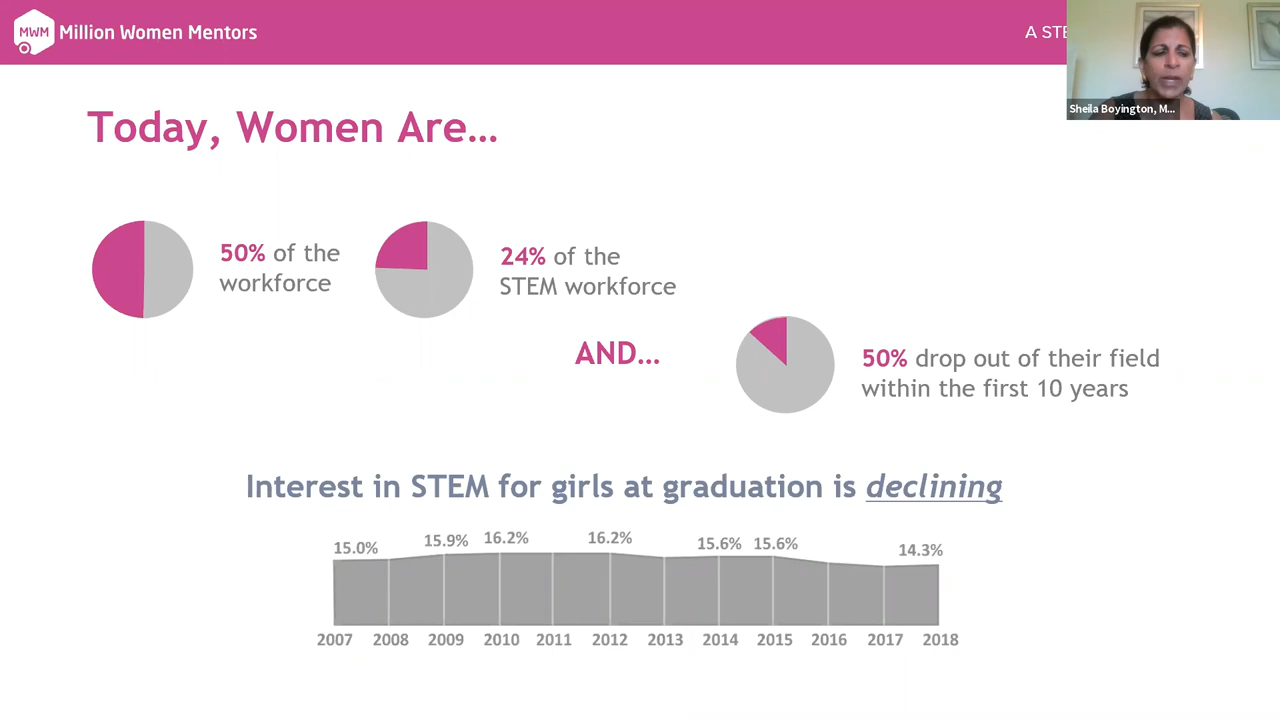 MWM Million Women Mentors
A STE
Sheila Boyington, M...
Today, Women Are…
50% of the
workforce
24% of the
STEM workforce
AND…
50% drop out of their field
within the first 10 years
Interest in STEM for girls at graduation is declining
15.0% 15.9% 16.2% 16.2% 15.6% 15.6% 14.3%
2007 2008 2009 2010 2011 2012 2013 2014 2015 2016 2017 2018